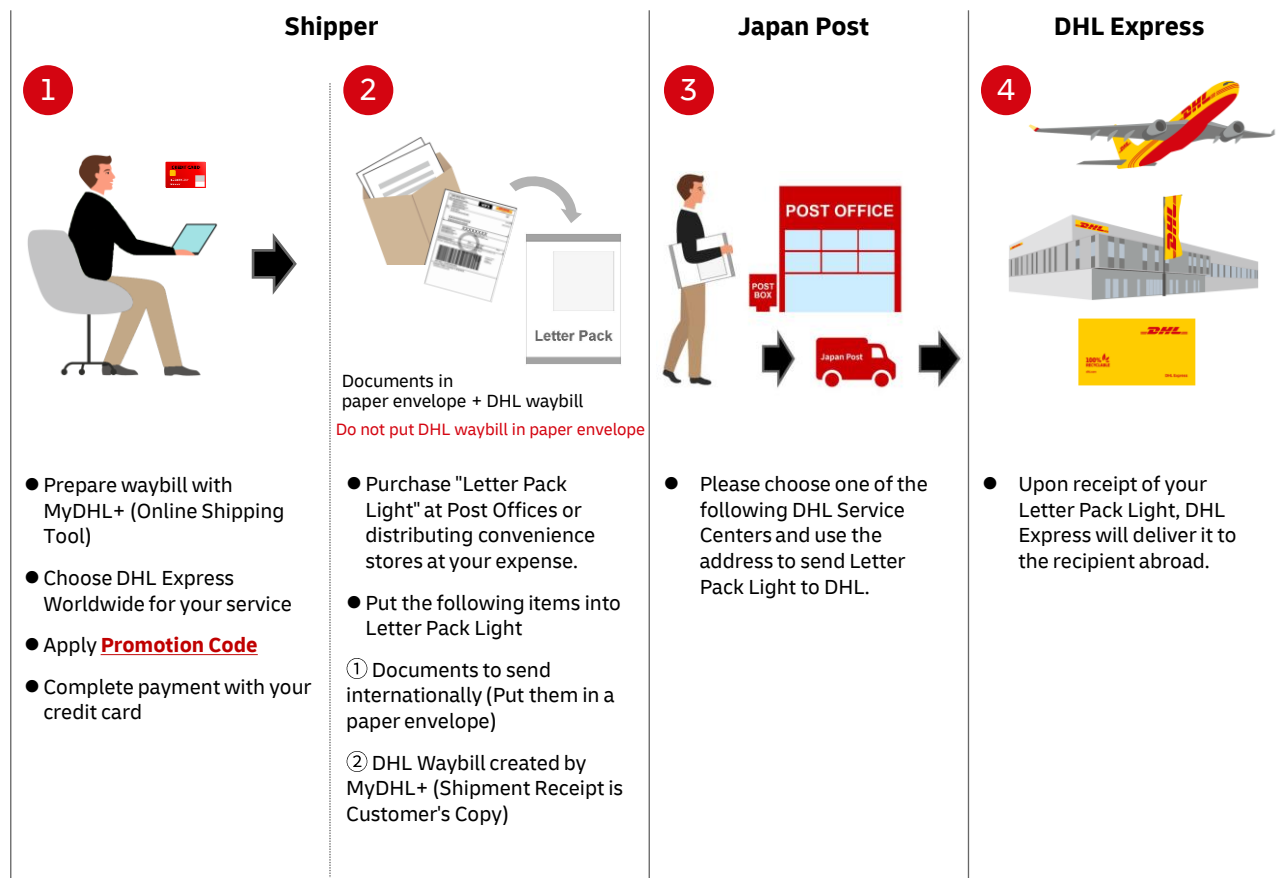 Shipper
Japan Post
DHL Express
1
CREDIT CARD
2
Letter Pack
Documents in
paper envelope + DHL waybill
Do not put DHL waybill in paper envelope
3
POST OFFICE
POST
BOX
Japan Post
4
DHL
DHL
DHL
DHL
100%
RECYCLABLE
DHL Express
● Prepare waybill with
MyDHL+ (Online Shipping
Tool)
● Choose DHL Express
Worldwide for your service
● Apply Promotion Code
● Complete payment with your
credit card
● Purchase "Letter Pack
Light" at Post Offices or
distributing convenience
stores at your expense.
● Put the following items into
Letter Pack Light
① Documents to send
internationally (Put them in a
paper envelope)
② DHL Waybill created by
MyDHL+ (Shipment Receipt is
Customer's Copy)
● Please choose one of the
following DHL Service
Centers and use the
address to send Letter
Pack Light to DHL.
● Upon receipt of your
Letter Pack Light, DHL
Express will deliver it to
the recipient abroad.